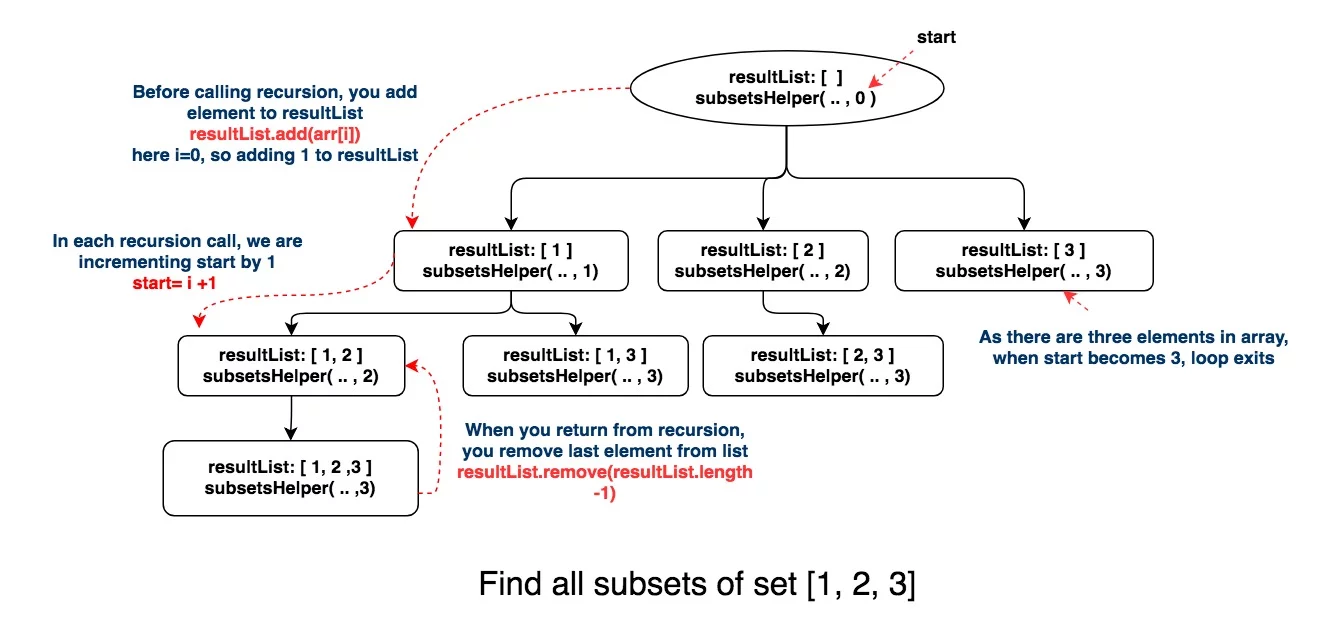 start
resultList: [  ]
subsetsHelper( .. , 0 )
Before calling recursion, you add
element to resultList
resultList.add(arr[i])
here i=0, so adding 1 to resultList
In each recursion call, we are
incrementing start by 1
start= i +1
resultList: [ 1 ]
subsetsHelper( .. , 1)
resultList: [ 2 ]
subsetsHelper( .. , 2)
resultList: [ 3 ]
subsetsHelper( .. , 3)
As there are three elements in array,
when start becomes 3, loop exits
resultList: [ 1, 2 ]
subsetsHelper( .. , 2)
resultList: [ 1, 3 ]
subsetsHelper( .. , 3)
resultList: [ 2, 3 ]
subsetsHelper( .. , 3)
When you return from recursion,
you remove last element from list
resultList.remove(resultList.length
-1)
resultList: [ 1, 2 ,3 ]
subsetsHelper( .. ,3)
Find all subsets of set [1, 2, 3]